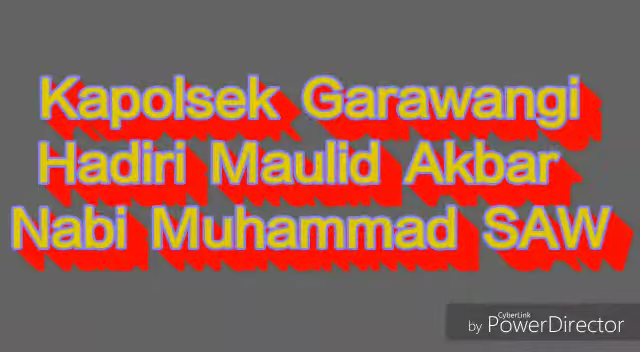 Kapolsek Garawangi
Hadiri Maulid Akbar
Nabi Muhammad SAW
CyberLink
by PowerDirector